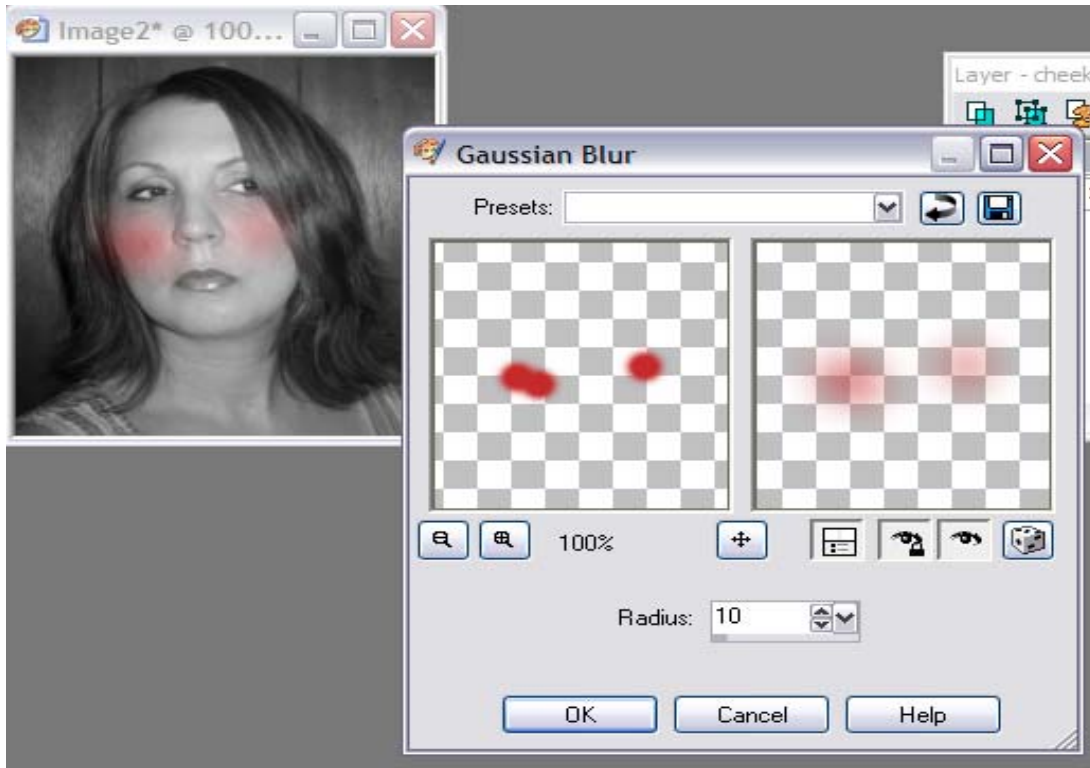 Image2* @ 100...
Layer - cheek
Gaussian Blur
Presets:
100%
Radius: 10
OK Cancel Help